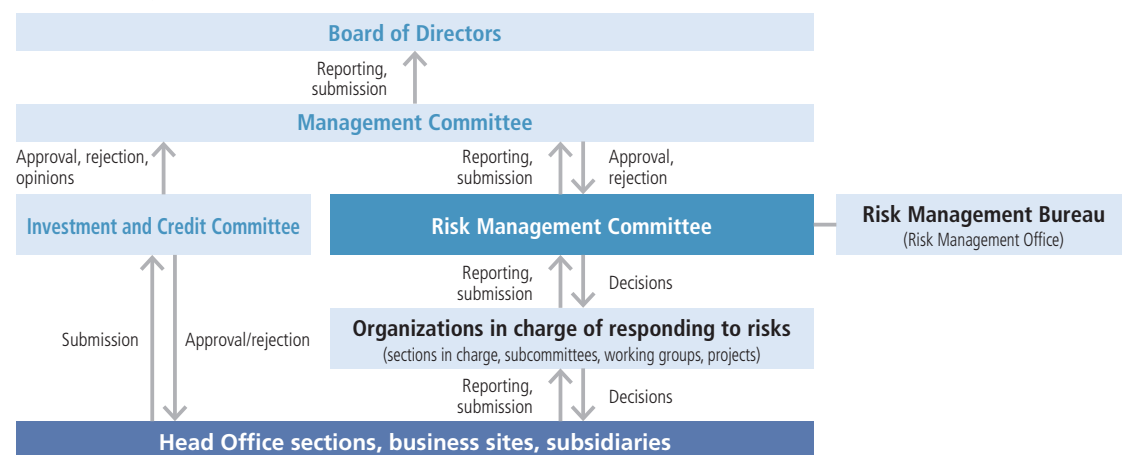 Board of Directors
Reporting,
submission
Management Committee
Approval, rejection,
opinions
Reporting,
submission
Approval,
rejection
Investment and Credit Committee
Risk Management Committee
Risk Management Bureau
(Risk Management Office)
Reporting,
submission
Decisions
Submission
Approval/rejection
Organizations in charge of responding to risks
(sections in charge, subcommittees, working groups, projects)
Reporting,
submission
Decisions
Head Office sections, business sites, subsidiaries